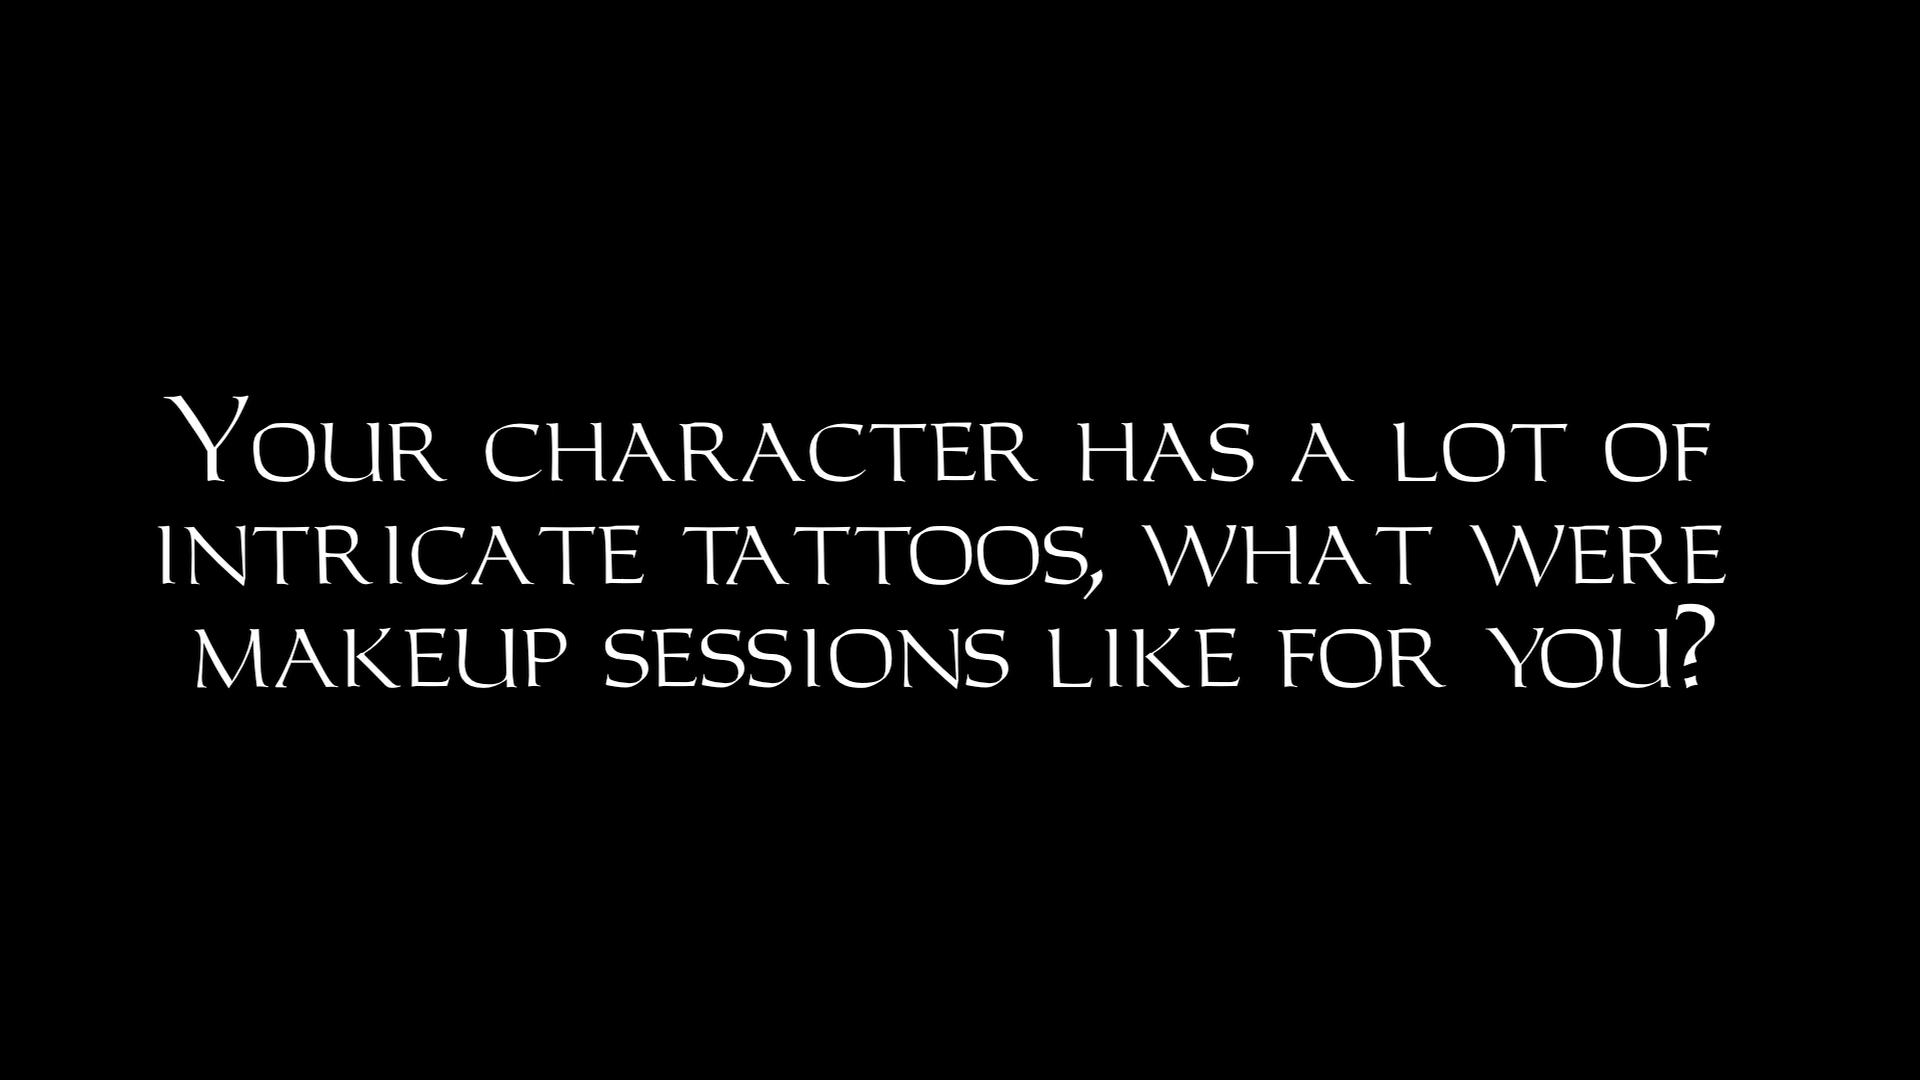 Your character has a lot of
intricate tattoos, what were
makeup sessions like for you?